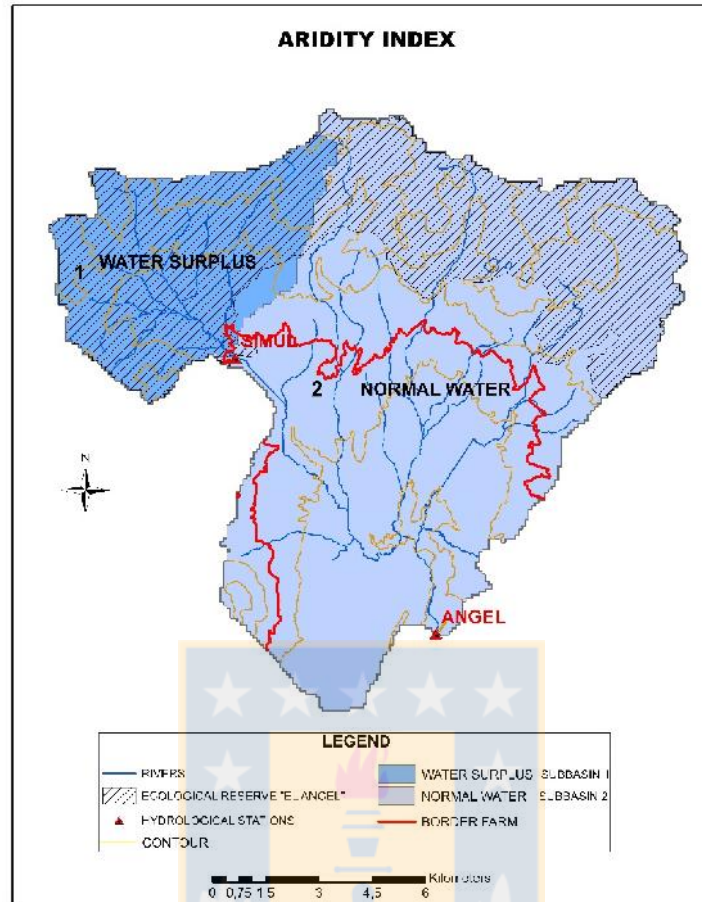 ARIDITY INDEX
1 WATER SURPLUS
SIMUL
2 NORMAL WATER
N
ANGEL
LEGEND
RIVERS
ECOLOGICAL RESERVE "EL ANGEL"
HYDROLOGICAL STATIONS
CONTOUR
WATER SURPLUS SUBBASIN 1
NORMAL WATER SUBBASIN 2
BORDER FARM
Kilometers
0 0,75 1 5 3 4,5 6